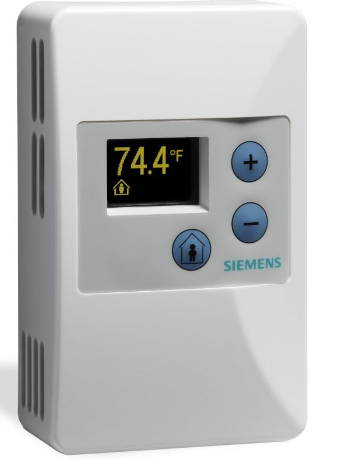 74.4°F
+
−
SIEMENS